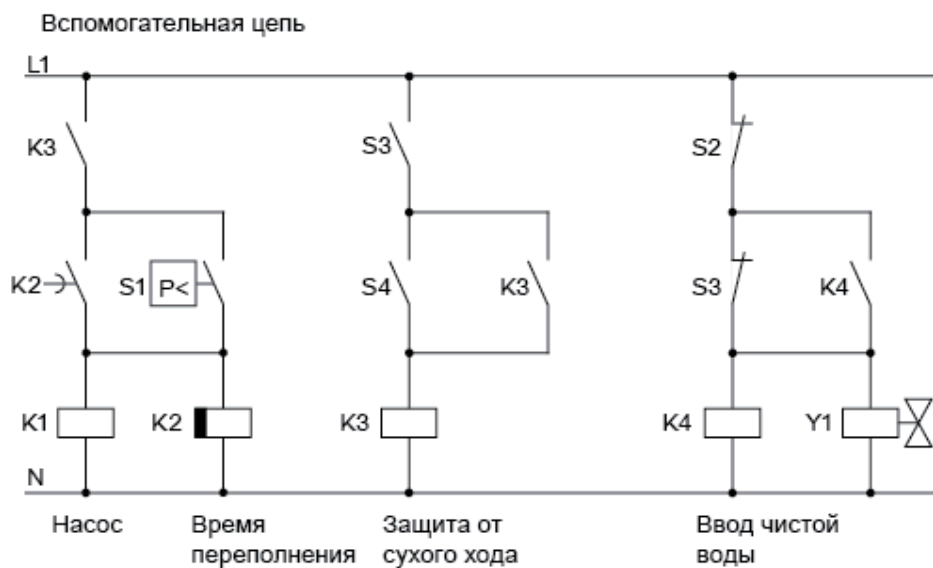 Вспомогательная цепь
L1
K3
S3
S2
K2
S1
P<
S4
K3
S3
K4
K1
K2
K3
K4
Y1
N
Насос
Время
переполнения
Защита от
сухого хода
Ввод чистой
воды